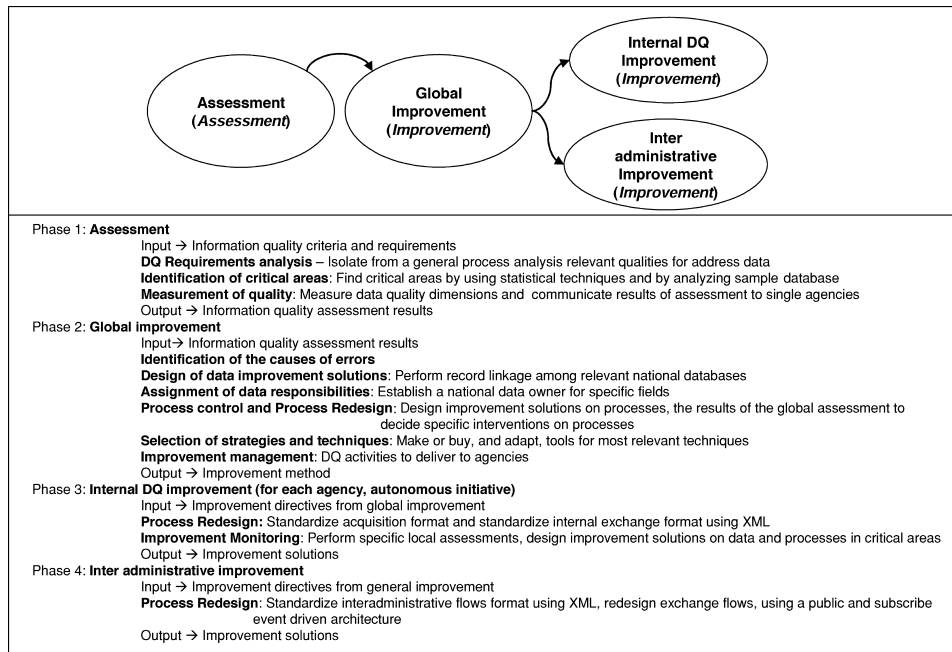 Assessment
(Assessment)
Global
Improvement
(Improvement)
Internal DQ
Improvement
(Improvement)
Inter
administrative
Improvement
(Improvement)
Phase 1: Assessment
Input → Information quality criteria and requirements
DQ Requirements analysis – Isolate from a general process analysis relevant qualities for address data
Identification of critical areas: Find critical areas by using statistical techniques and by analyzing sample database
Measurement of quality: Measure data quality dimensions and communicate results of assessment to single agencies
Output → Information quality assessment results
Phase 2: Global improvement
Input→ Information quality assessment results
Identification of the causes of errors
Design of data improvement solutions: Perform record linkage among relevant national databases
Assignment of data responsibilities: Establish a national data owner for specific fields
Process control and Process Redesign: Design improvement solutions on processes, the results of the global assessment to
decide specific interventions on processes
Selection of strategies and techniques: Make or buy, and adapt, tools for most relevant techniques
Improvement management: DQ activities to deliver to agencies
Output → Improvement method
Phase 3: Internal DQ improvement (for each agency, autonomous initiative)
Input → Improvement directives from global improvement
Process Redesign: Standardize acquisition format and standardize internal exchange format using XML
Improvement Monitoring: Perform specific local assessments, design improvement solutions on data and processes in critical areas
Output → Improvement solutions
Phase 4: Inter administrative improvement
Input → Improvement directives from general improvement
Process Redesign: Standardize interadministrative flows format using XML, redesign exchange flows, using a public and subscribe
event driven architecture
Output → Improvement solutions